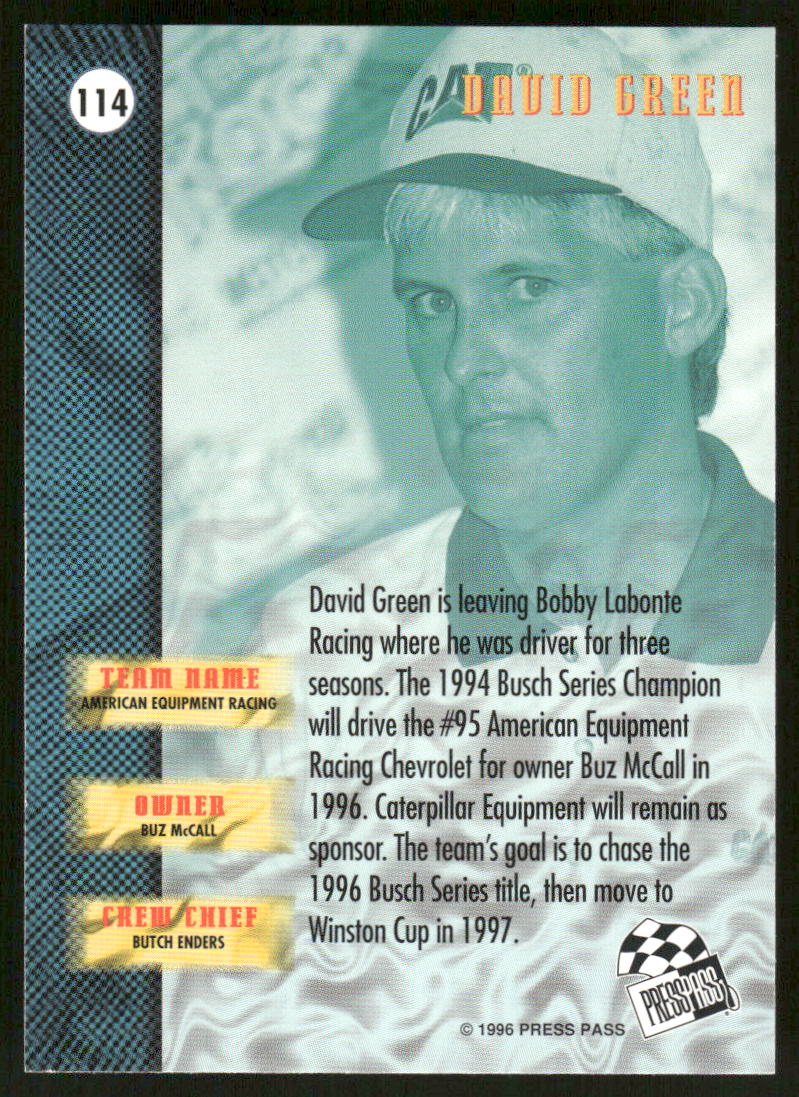 114
CAT®
DAVID GREEN
David Green is leaving Bobby Labonte
Racing where he was driver for three
seasons. The 1994 Busch Series Champion
will drive the #95 American Equipment
Racing Chevrolet for owner Buz McCall in
1996. Caterpillar Equipment will remain as
sponsor. The team's goal is to chase the
1996 Busch Series title, then move to
Winston Cup in 1997.
TEAM NAME
AMERICAN EQUIPMENT RACING
OWNER
BUZ McCALL
CREW CHIEF
BUTCH ENDERS
PRESS PASS
© 1996 PRESS PASS